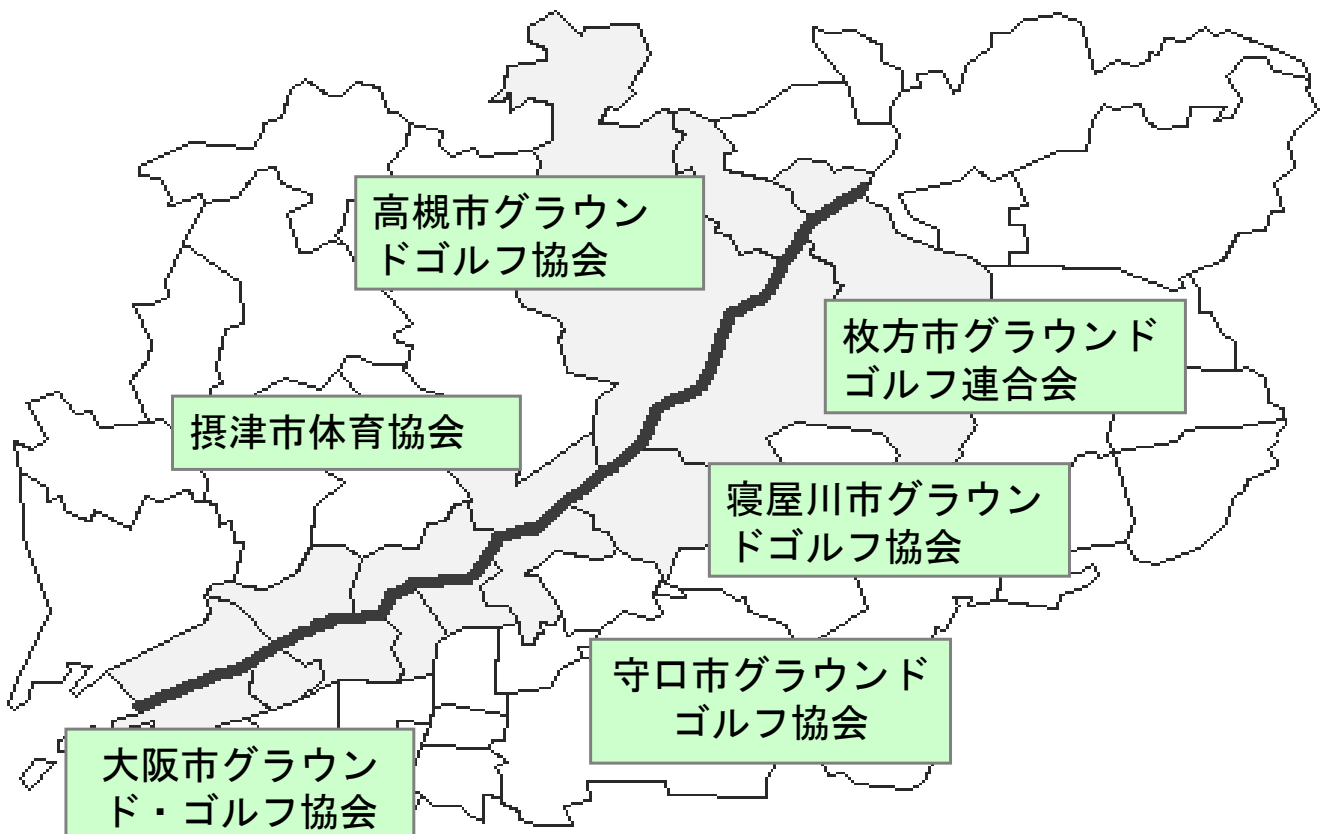 高槻市グラウン
ドゴルフ協会
枚方市グラウンド
ゴルフ連合会
摂津市体育協会
寝屋川市グラウン
ドゴルフ協会
守口市グラウンド
ゴルフ協会
大阪市グラウン
ド・ゴルフ協会